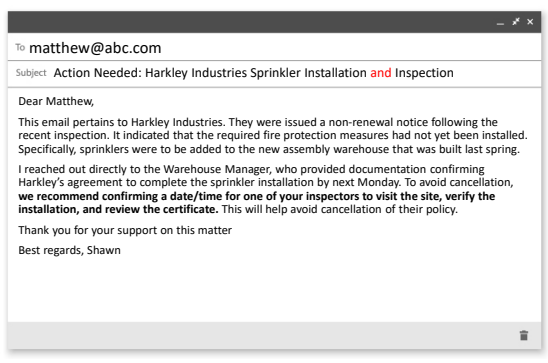 To matthew@abc.com
Subject Action Needed: Harkley Industries Sprinkler Installation and Inspection
Dear Matthew,
This email pertains to Harkley Industries. They were issued a non-renewal notice following the
recent inspection. It indicated that the required fire protection measures had not yet been installed.
Specifically, sprinklers were to be added to the new assembly warehouse that was built last spring.
I reached out directly to the Warehouse Manager, who provided documentation confirming
Harkley’s agreement to complete the sprinkler installation by next Monday. To avoid cancellation,
we recommend confirming a date/time for one of your inspectors to visit the site, verify the
installation, and review the certificate. This will help avoid cancellation of their policy.
Thank you for your support on this matter
Best regards, Shawn